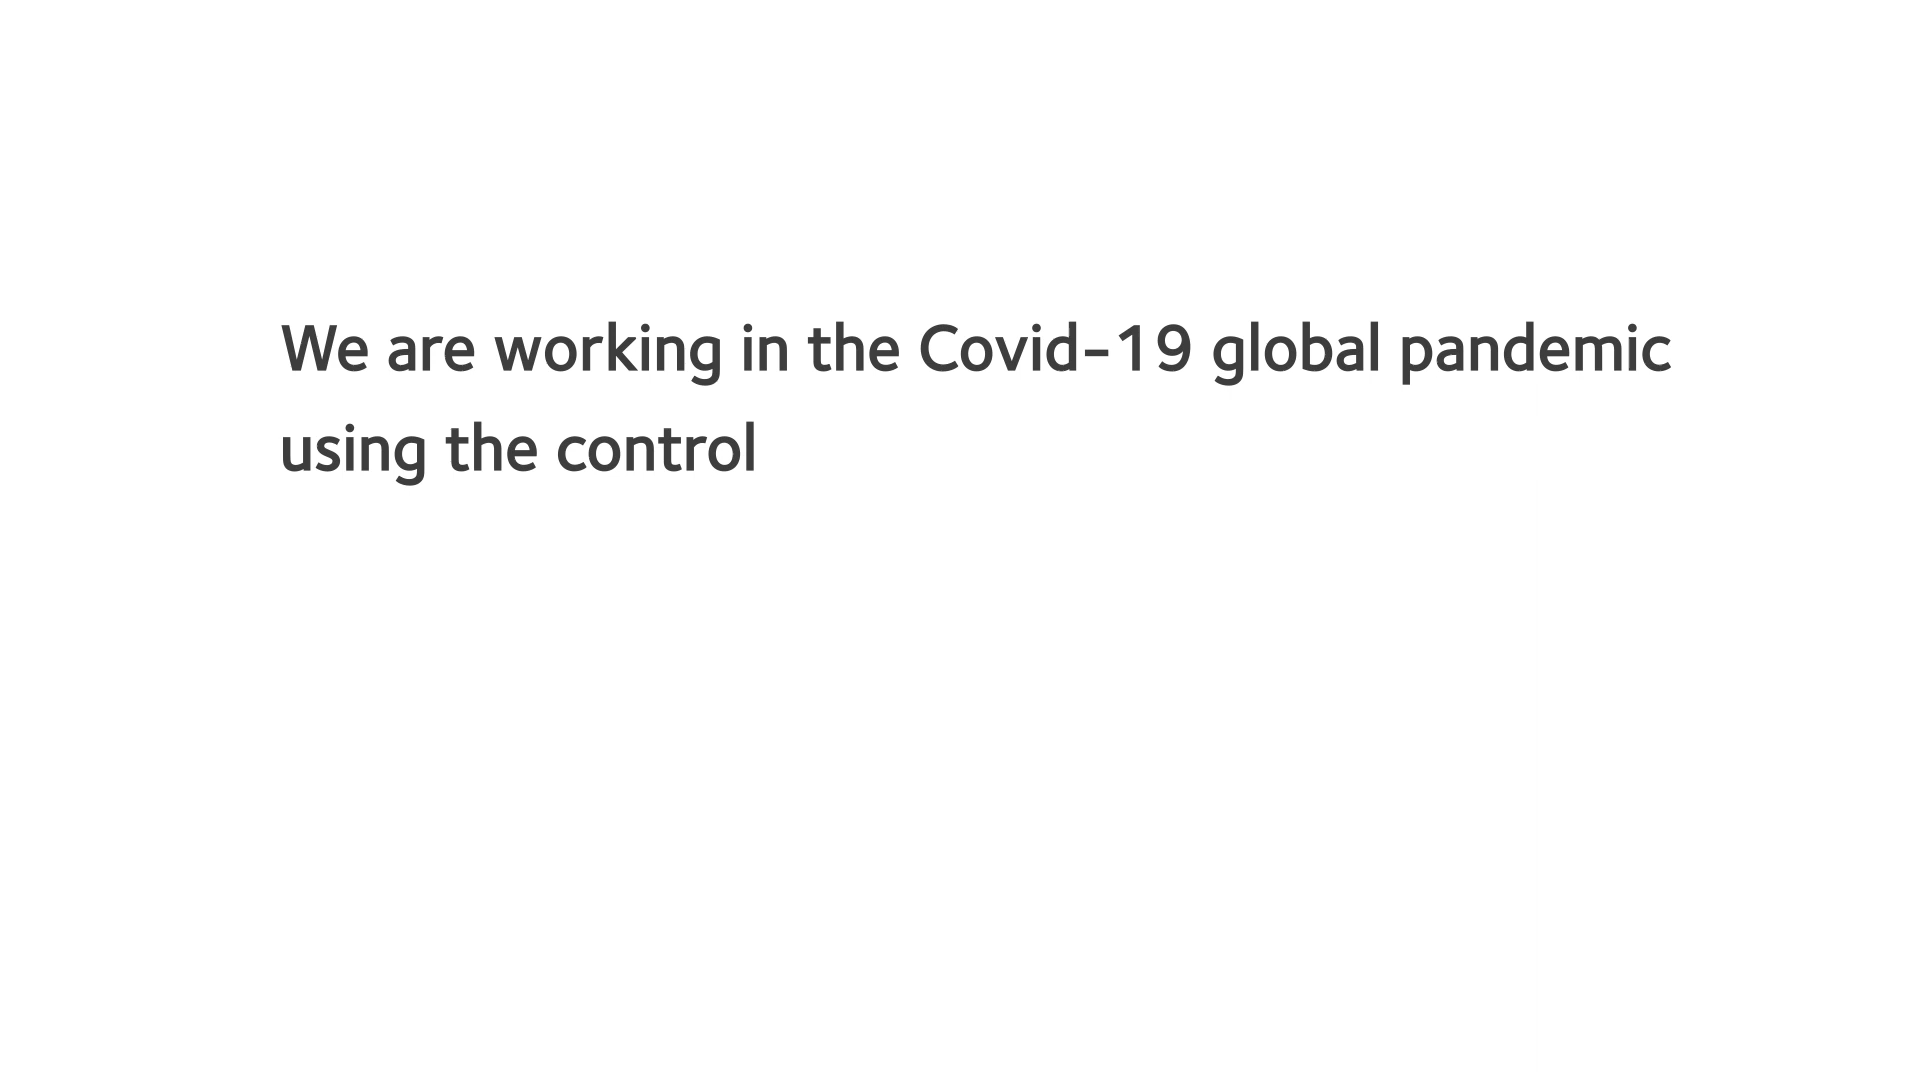 We are working in the Covid-19 global pandemic
using the control